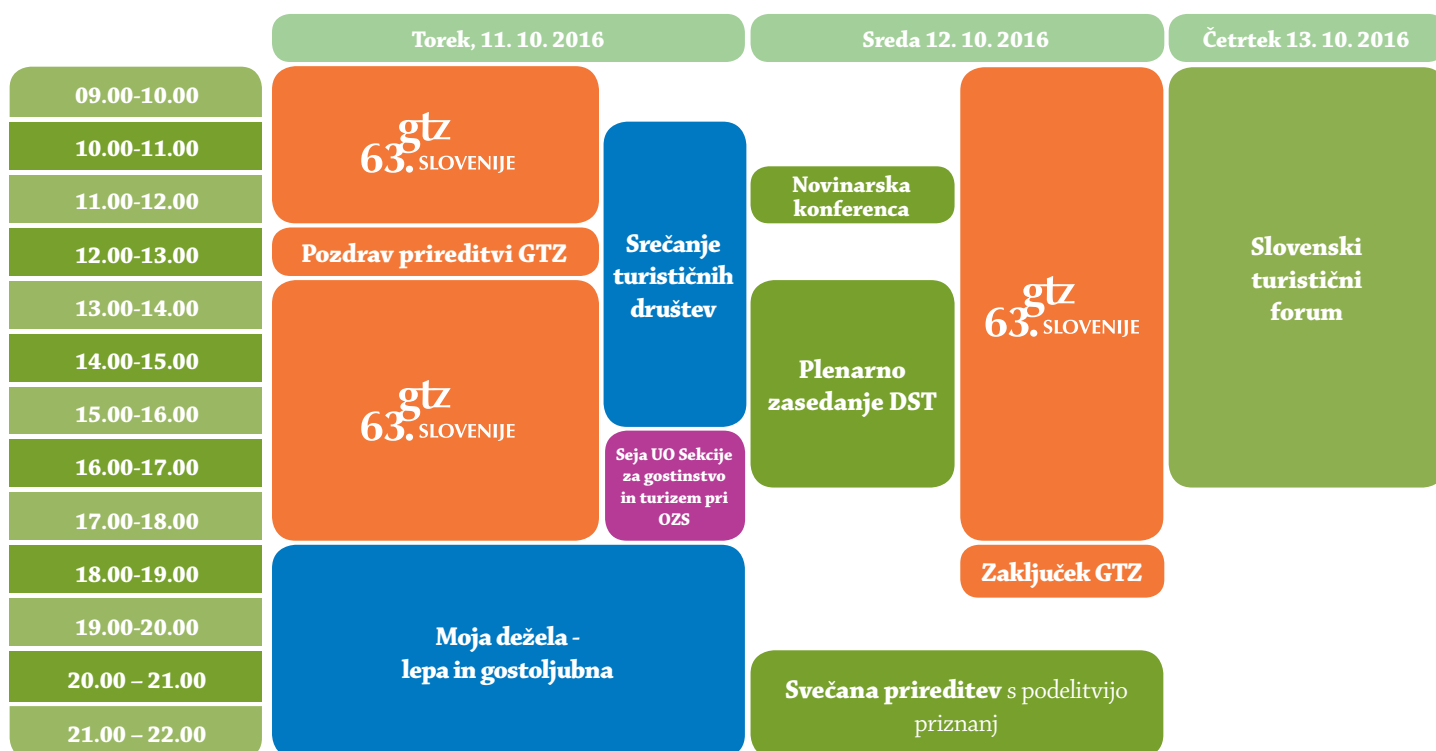 Torek, 11. 10. 2016
Sreda 12. 10. 2016
Četrtek 13. 10. 2016
09.00-10.00
10.00-11.00
11.00-12.00
12.00-13.00
13.00-14.00
14.00-15.00
15.00-16.00
16.00-17.00
17.00-18.00
18.00-19.00
19.00-20.00
20.00 – 21.00
21.00 – 22.00
gtz
63. SLOVENIJE
Pozdrav prireditvi GTZ
gtz
63. SLOVENIJE
Srečanje
turističnih
društev
Seja UO Sekcije
za gostinstvo
in turizem pri
OZS
Moja dežela -
lepa in gostoljubna
Novinarska
konferenca
Plenarno
zasedanje DST
gtz
63. SLOVENIJE
Zaključek GTZ
Svečana prireditev s podelitvijo
priznanj
Slovenski
turistični
forum